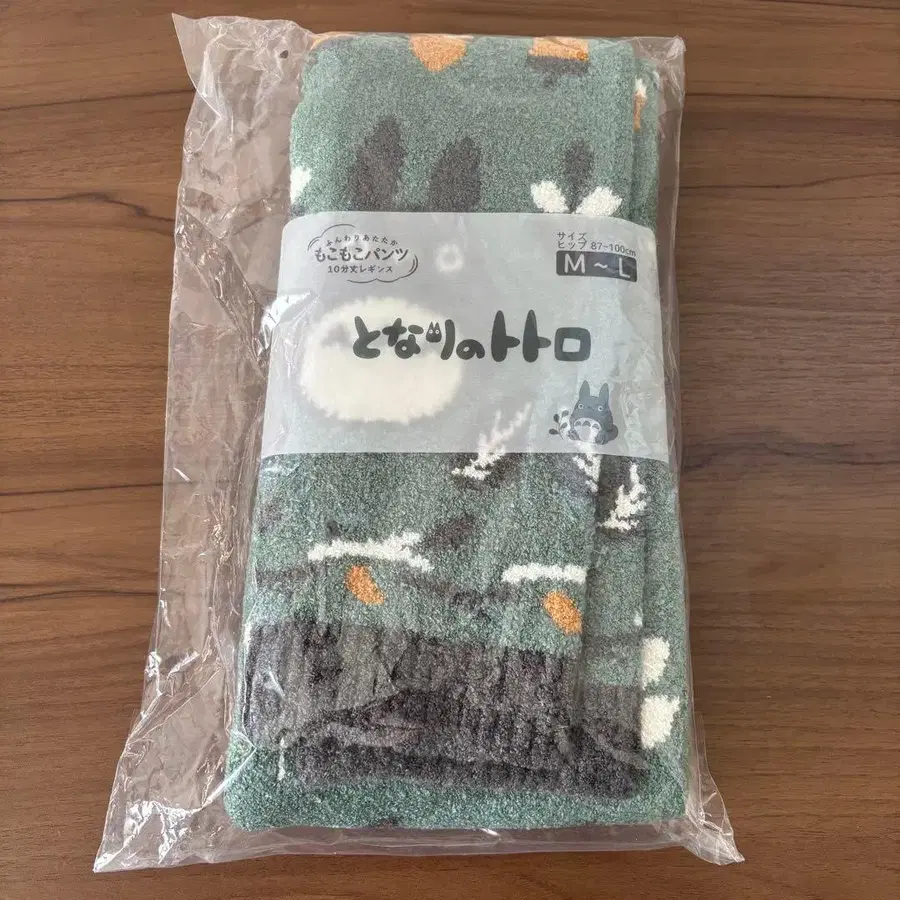 ふんわりあたたか
もこもこパンツ
10分丈レギンス
サイズ
ヒップ 87~100cm
M~L
となりのトトロ